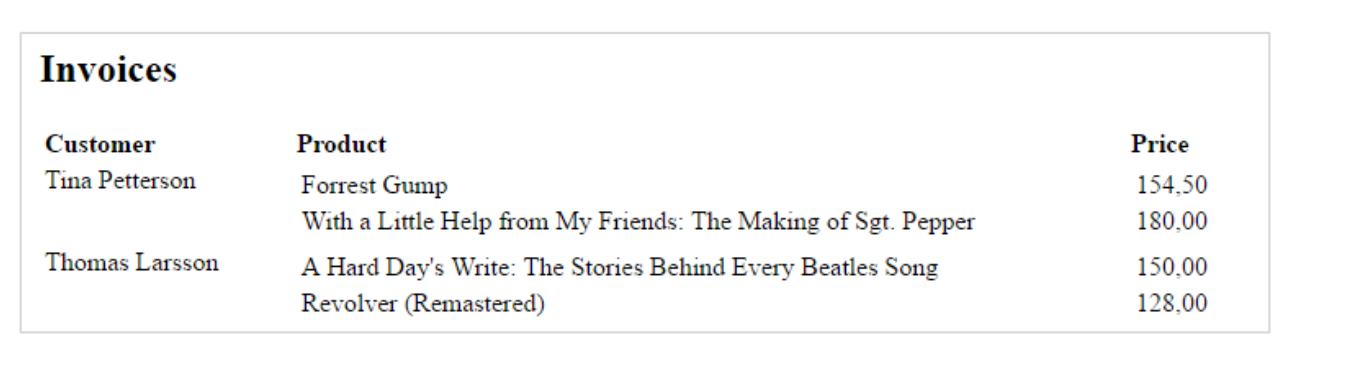 Invoices
Customer Product Price
Tina Petterson Forrest Gump 154,50
With a Little Help from My Friends: The Making of Sgt. Pepper 180,00
Thomas Larsson A Hard Day's Write: The Stories Behind Every Beatles Song 150,00
Revolver (Remastered) 128,00